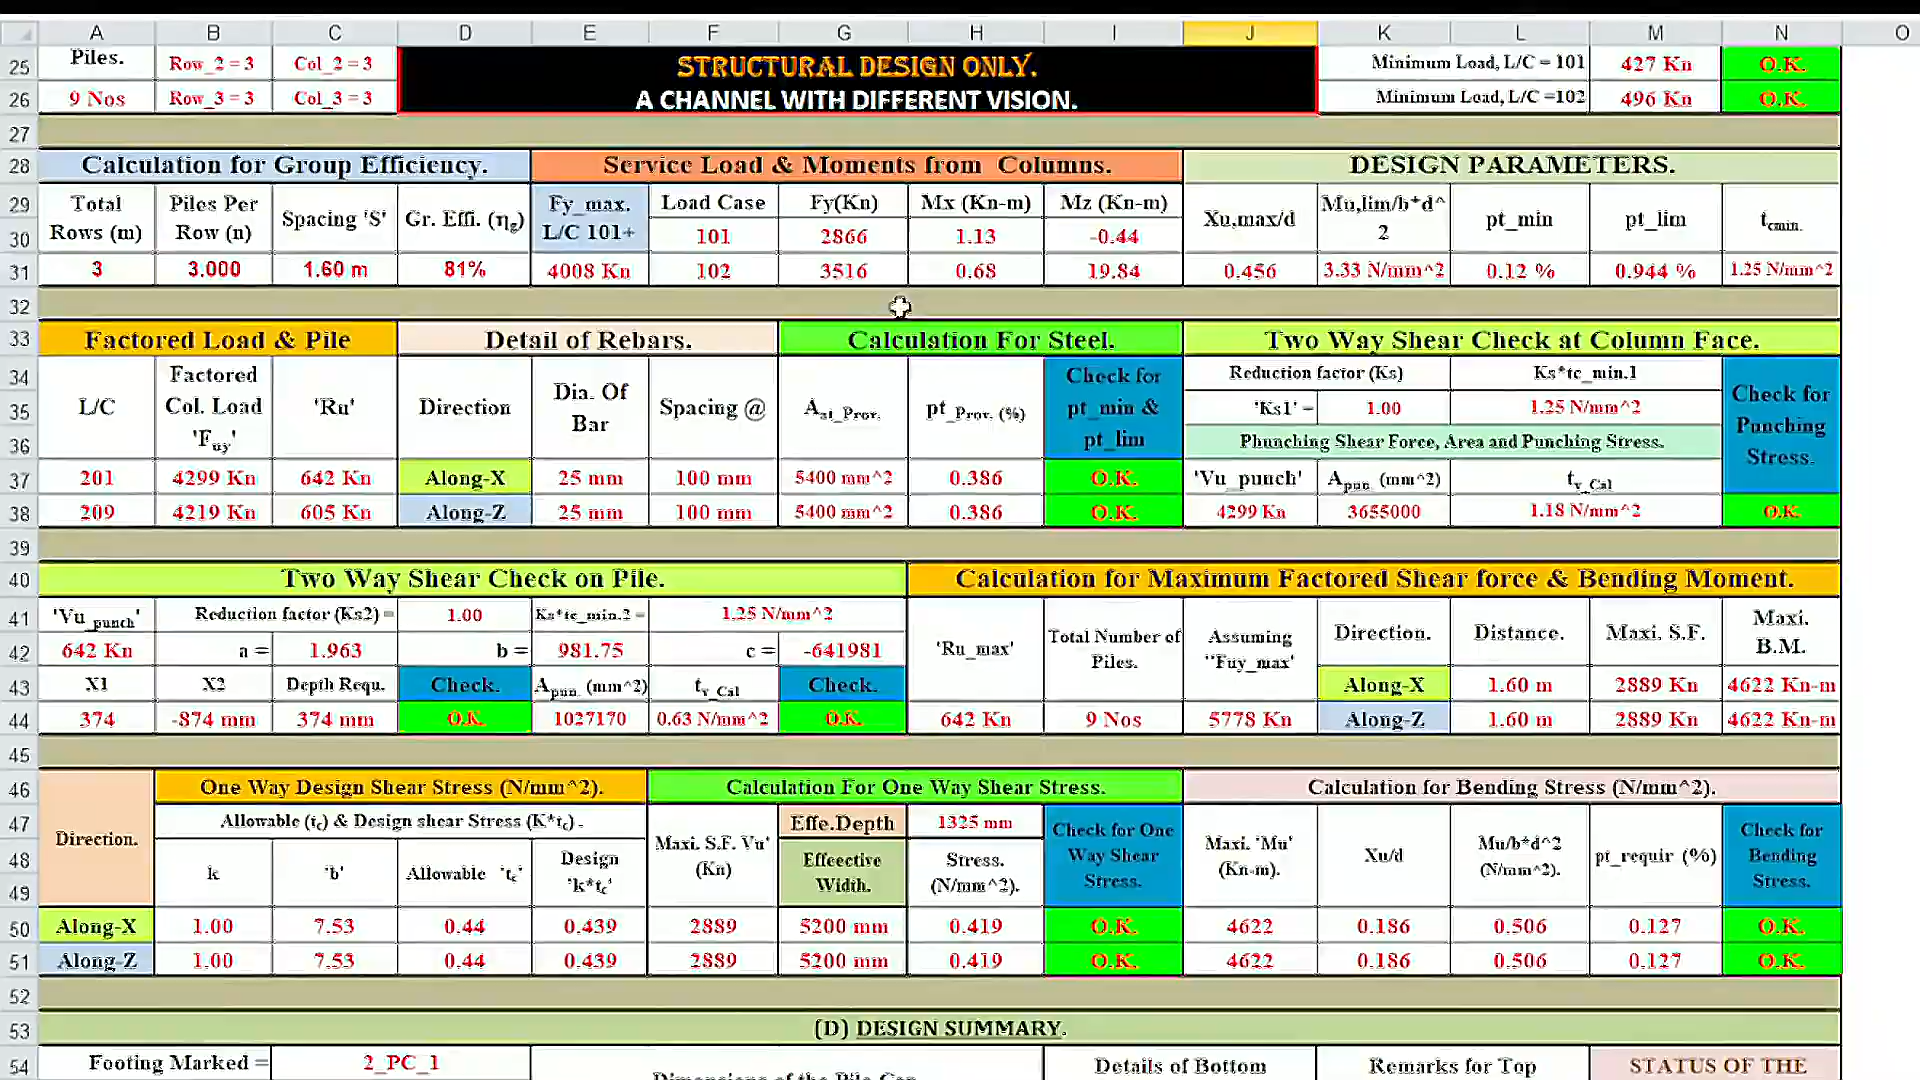 A B C D E F G H I J K L M N O
25 Piles. Row_2 = 3 Col_2 = 3 STRUCTURAL DESIGN ONLY. Minimum Load, L/C = 101 427 Kn O.K.
26 9 Nos Row_3 = 3 Col_3 = 3 A CHANNEL WITH DIFFERENT VISION. Minimum Load, L/C =102 496 Kn O.K.
27
28 Calculation for Group Efficiency. Service Load & Moments from Columns. DESIGN PARAMETERS.
29 Total Rows (m) Piles Per Row (n) Spacing 'S' Gr. Effi. (ηg) Fy_max. L/C 101+ Load Case Fy(Kn) Mx (Kn-m) Mz (Kn-m) Xu,max/d Mu,lim/b*d^2 pt_min pt_lim tcmin.
30 101 2866 1.13 -0.44
31 3 3.000 1.60 m 81% 4008 Kn 102 3516 0.68 19.84 0.456 3.33 N/mm^2 0.12 % 0.944 % 1.25 N/mm^2
32
33 Factored Load & Pile Detail of Rebars. Calculation For Steel. Two Way Shear Check at Column Face.
34 L/C Factored Col. Load 'Fuy' 'Ru' Direction Dia. Of Bar Spacing @ Ast_Prov. pt_Prov. (%) Check for pt_min & pt_lim Reduction factor (Ks) Ks*tc_min.1 Check for Punching Stress.
35 'Ks1' = 1.00 1.25 N/mm^2
36 Phunching Shear Force, Area and Punching Stress.
37 201 4299 Kn 642 Kn Along-X 25 mm 100 mm 5400 mm^2 0.386 O.K. 'Vu_punch' Apun. (mm^2) tv_Cal
38 209 4219 Kn 605 Kn Along-Z 25 mm 100 mm 5400 mm^2 0.386 O.K. 4299 Kn 3655000 1.18 N/mm^2 O.K.
39
40 Two Way Shear Check on Pile. Calculation for Maximum Factored Shear force & Bending Moment.
41 'Vu_punch' Reduction factor (Ks2) = 1.00 Ks*tc_min.2 = 1.25 N/mm^2 'Ru_max' Total Number of Piles. Assuming "Fuy_max' Direction. Distance. Maxi. S.F. Maxi. B.M.
42 642 Kn a = 1.963 b = 981.75 c = -641981
43 X1 X2 Depth Requ. Check. Apun. (mm^2) tv_Cal Check. Along-X 1.60 m 2889 Kn 4622 Kn-m
44 374 -874 mm 374 mm O.K. 1027170 0.63 N/mm^2 O.K. 642 Kn 9 Nos 5778 Kn Along-Z 1.60 m 2889 Kn 4622 Kn-m
45
46 Direction. One Way Design Shear Stress (N/mm^2). Calculation For One Way Shear Stress. Calculation for Bending Stress (N/mm^2).
47 Allowable (tc) & Design shear Stress (K*tc). Maxi. S.F. Vu' (Kn) Effe.Depth 1325 mm Check for One Way Shear Stress. Maxi. 'Mu' (Kn-m). Xu/d Mu/b*d^2 (N/mm^2). pt_requir (%) Check for Bending Stress.
48 k 'b' Allowable 'tc' Design 'k*tc' Effeective Width. Stress. (N/mm^2).
49
50 Along-X 1.00 7.53 0.44 0.439 2889 5200 mm 0.419 O.K. 4622 0.186 0.506 0.127 O.K.
51 Along-Z 1.00 7.53 0.44 0.439 2889 5200 mm 0.419 O.K. 4622 0.186 0.506 0.127 O.K.
52
53 (D) DESIGN SUMMARY.
54 Footing Marked = 2_PC_1 Dimensions of the Pile Cap Details of Bottom Remarks for Top STATUS OF THE